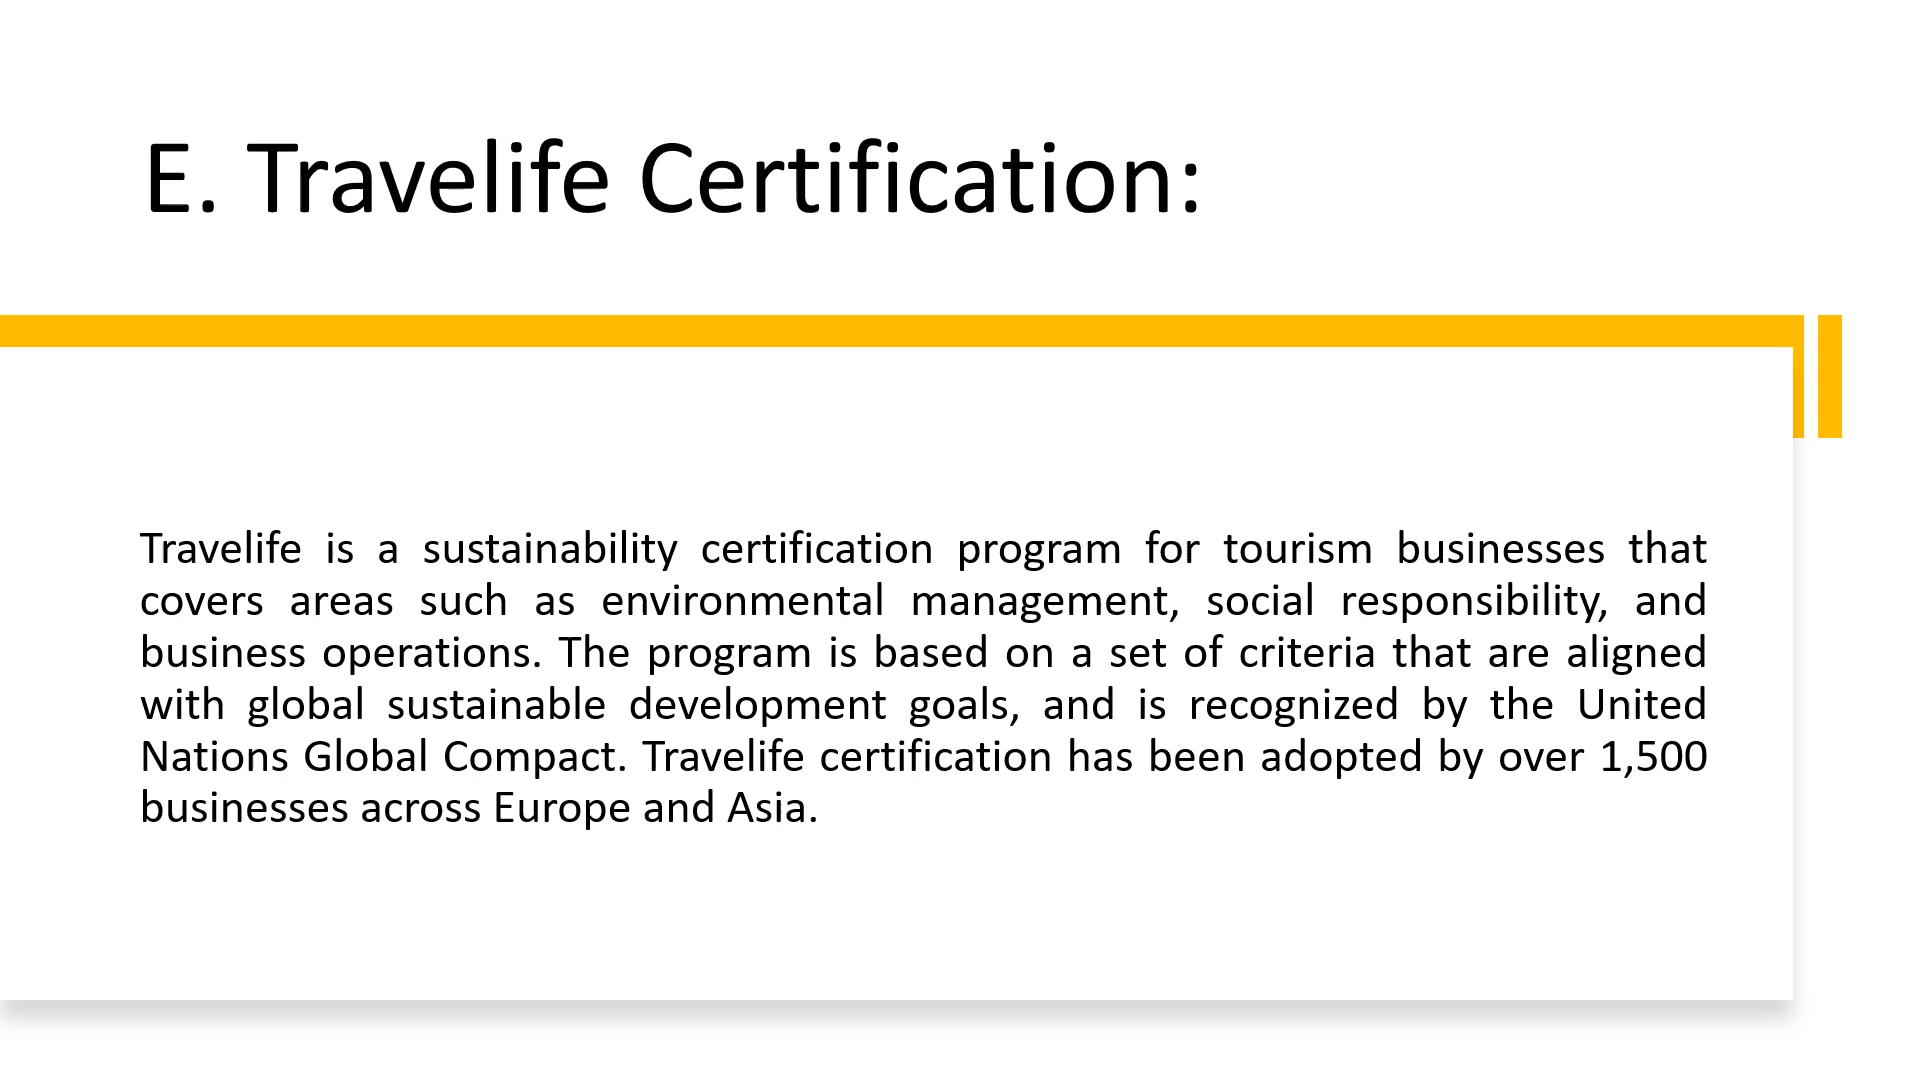 E. Travelife Certification:
Travelife is a sustainability certification program for tourism businesses that
covers areas such as environmental management, social responsibility, and
business operations. The program is based on a set of criteria that are aligned
with global sustainable development goals, and is recognized by the United
Nations Global Compact. Travelife certification has been adopted by over 1,500
businesses across Europe and Asia.